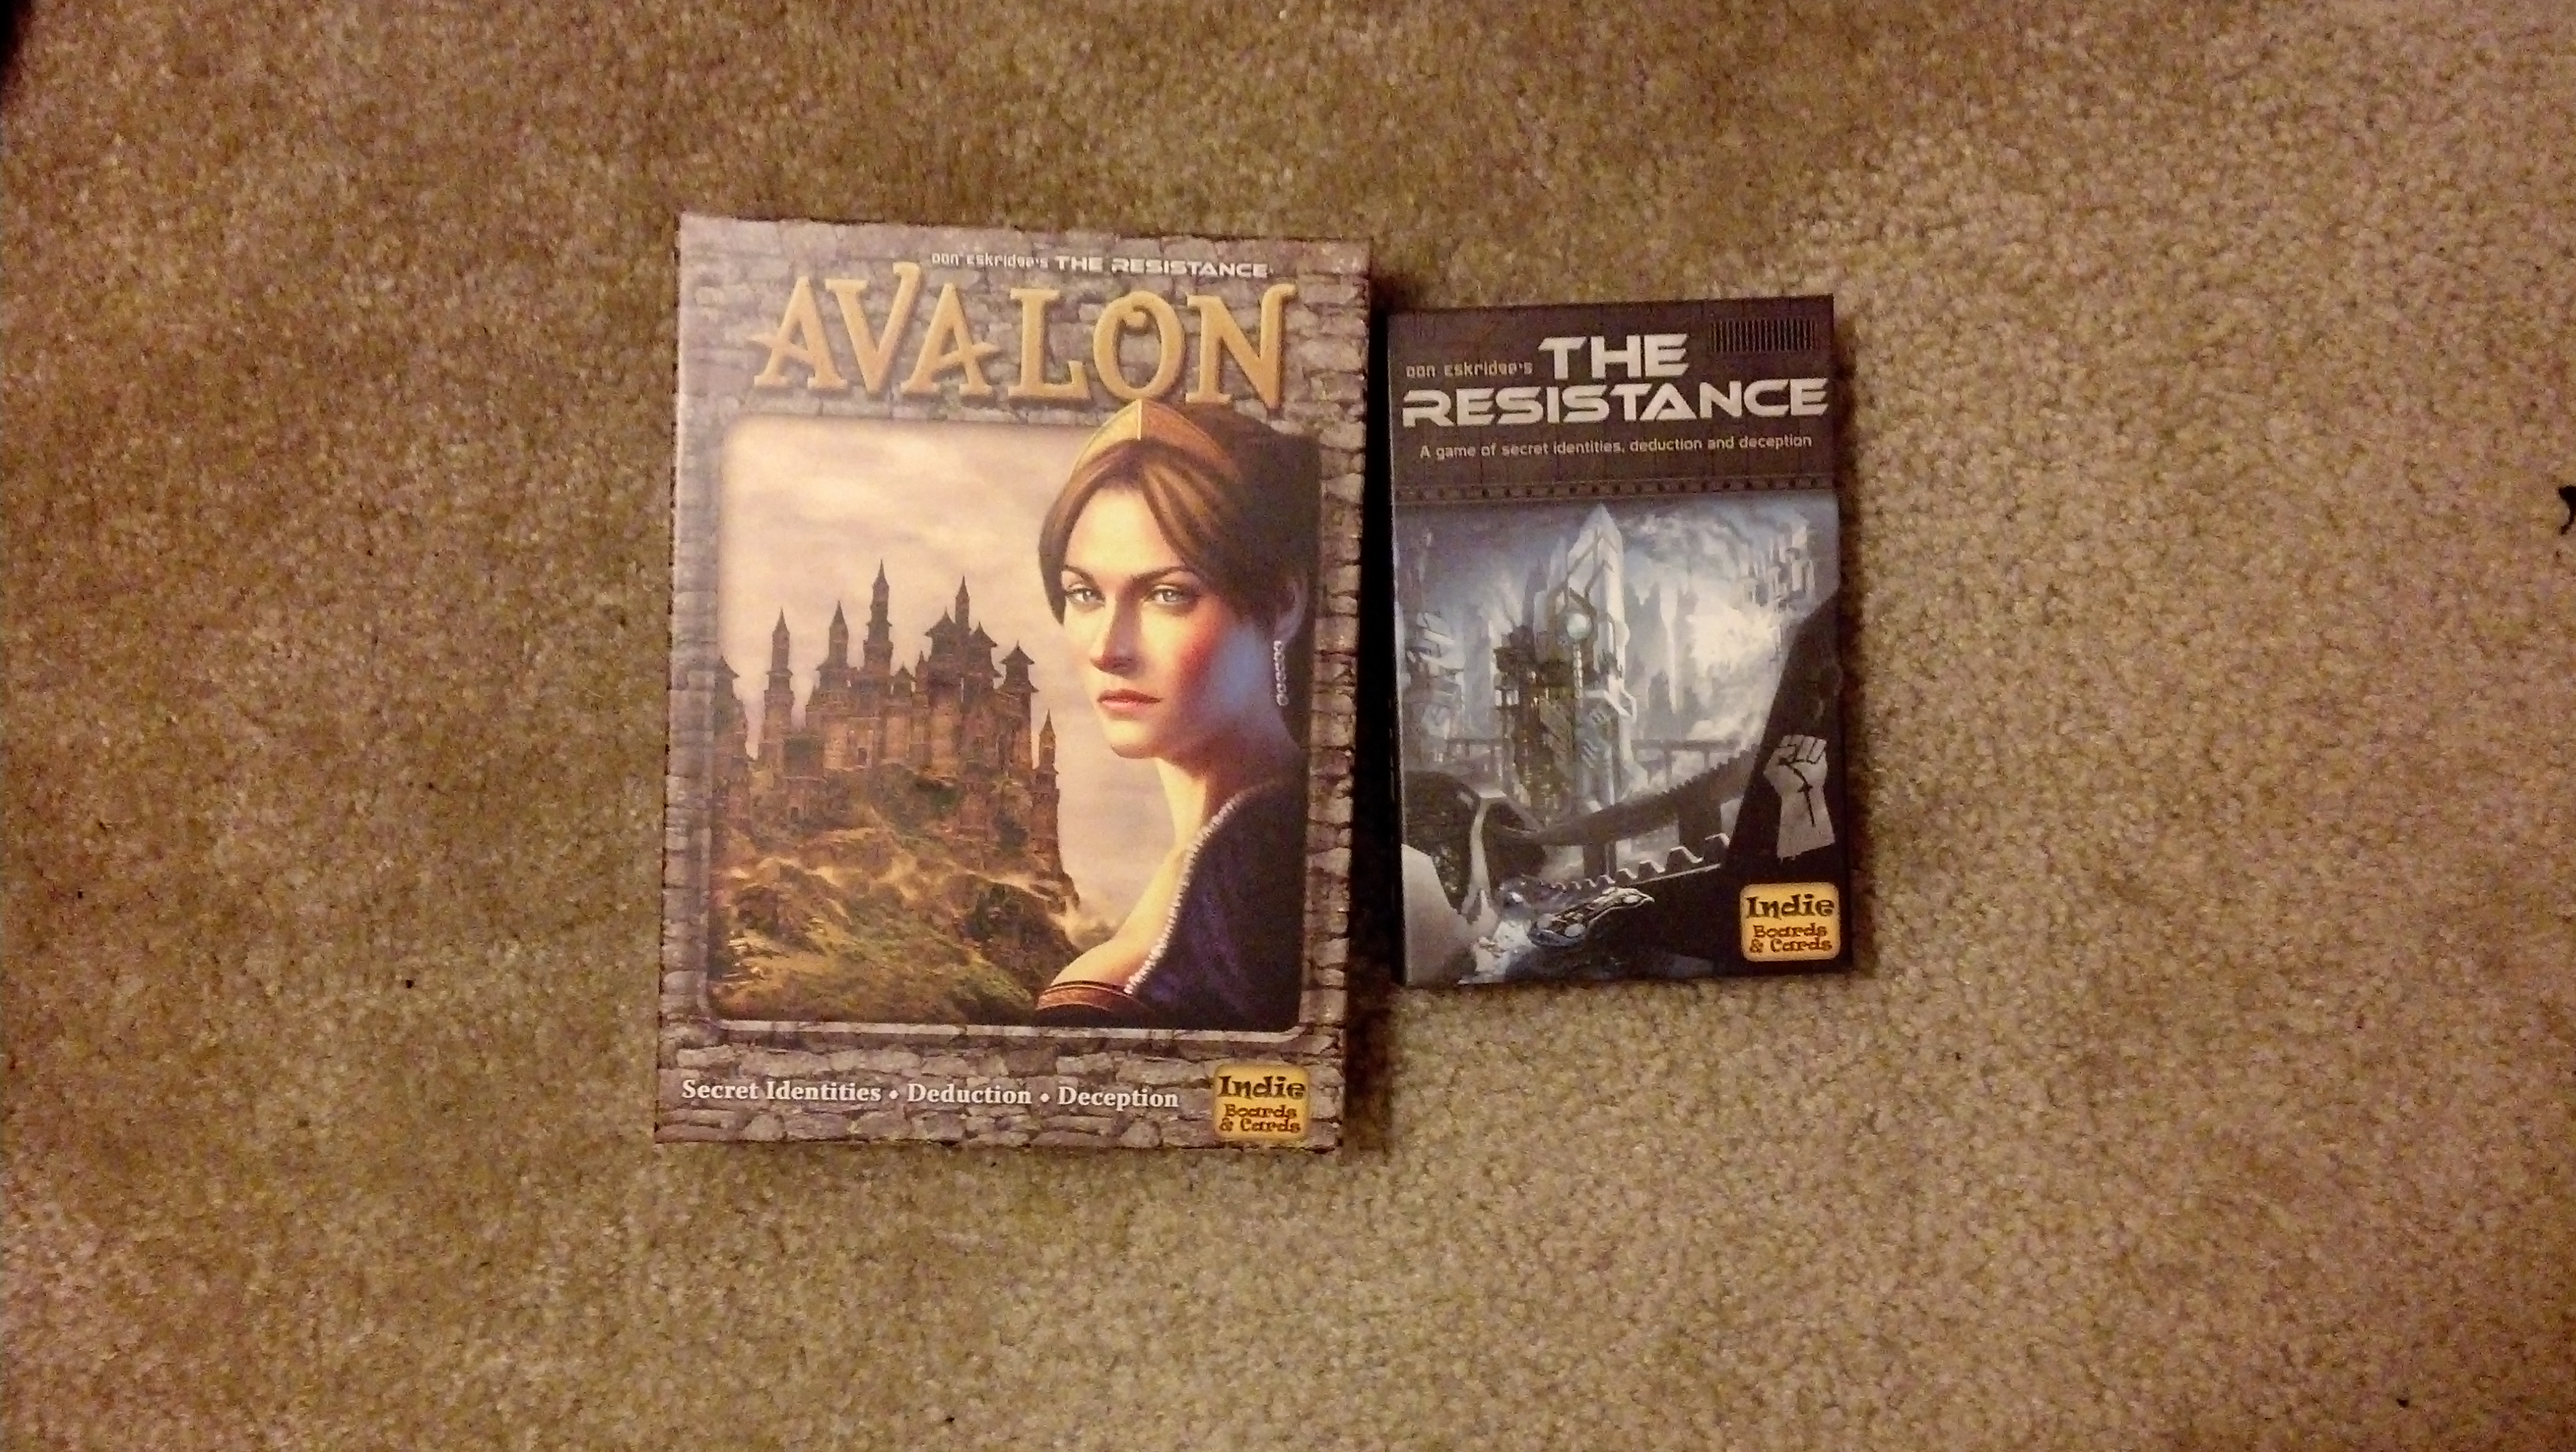 Don Eskridge's THE RESISTANCE
AVALON
Secret Identities • Deduction • Deception
Indie
Boards
& Cards
Don Eskridge's THE
RESISTANCE
A game of secret identities, deduction and deception
Indie
Boards
& Cards